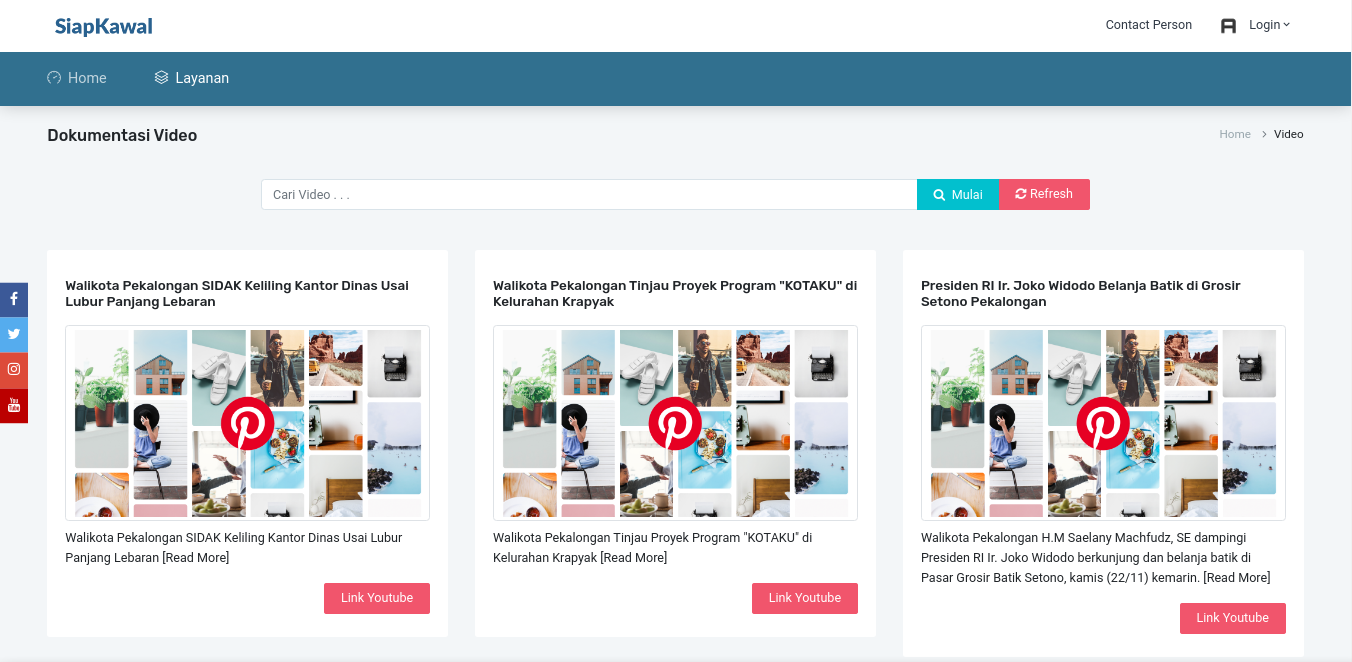 SiapKawal
Contact Person
Login
Home
Layanan
Dokumentasi Video
Home
Video
Cari Video . . .
Mulai
Refresh
Walikota Pekalongan SIDAK Keliling Kantor Dinas Usai
Lubur Panjang Lebaran
Walikota Pekalongan SIDAK Keliling Kantor Dinas Usai Lubur
Panjang Lebaran [Read More]
Link Youtube
Walikota Pekalongan Tinjau Proyek Program "KOTAKU" di
Kelurahan Krapyak
Walikota Pekalongan Tinjau Proyek Program "KOTAKU" di
Kelurahan Krapyak [Read More]
Link Youtube
Presiden RI Ir. Joko Widodo Belanja Batik di Grosir
Setono Pekalongan
Walikota Pekalongan H.M Saelany Machfudz, SE dampingi
Presiden RI Ir. Joko Widodo berkunjung dan belanja batik di
Pasar Grosir Batik Setono, kamis (22/11) kemarin. [Read More]
Link Youtube
You